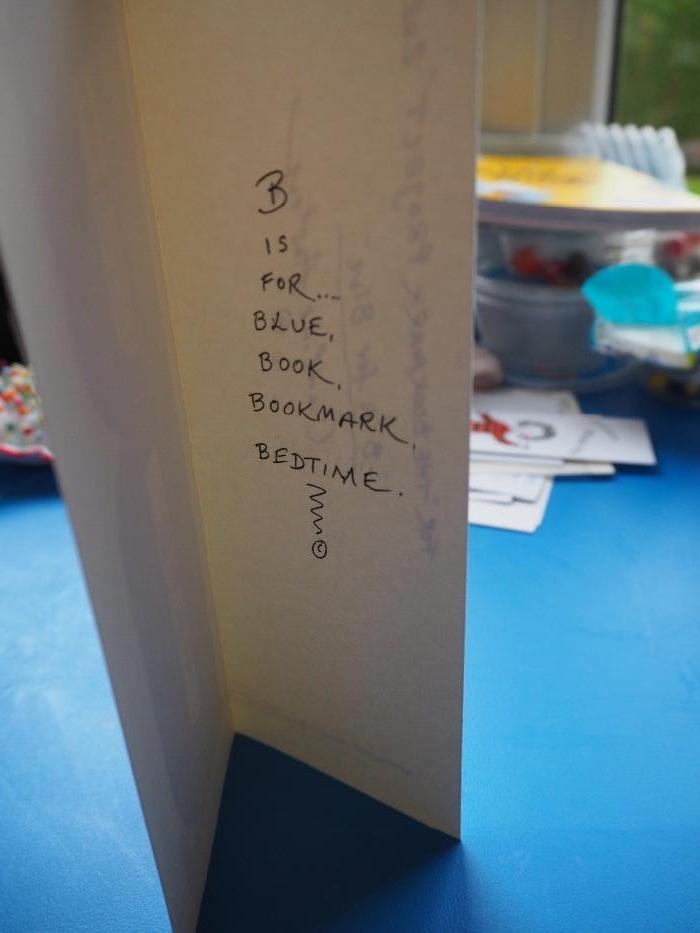 B
IS
FOR....
BLUE,
BOOK,
BOOKMARK,
BEDTIME.
©